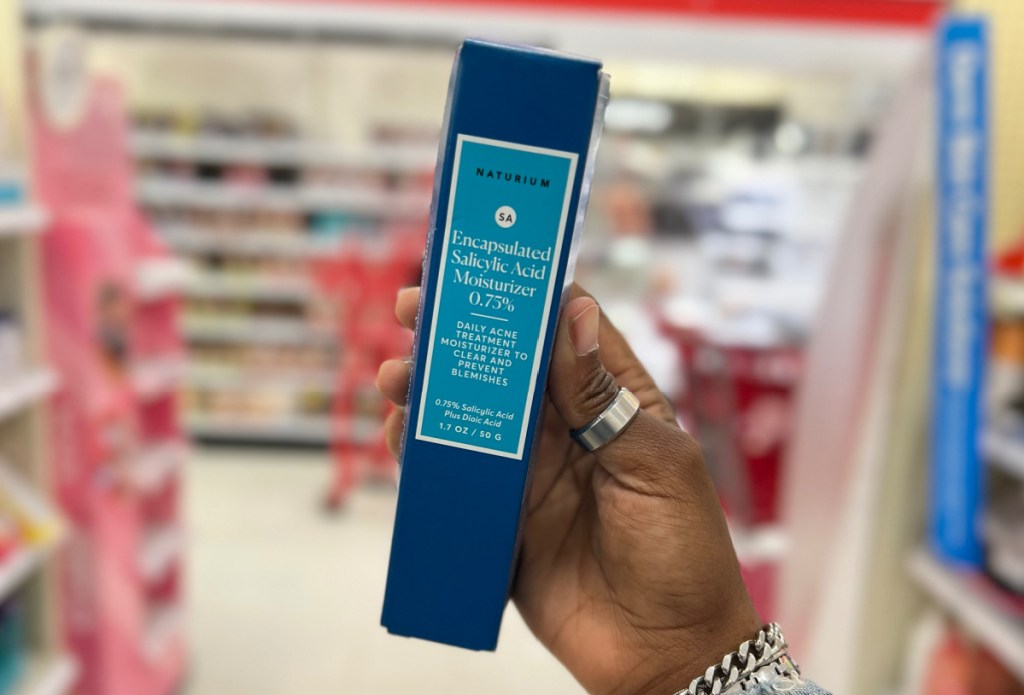 NATURIUM
SA
Encapsulated
Salicylic Acid
Moisturizer
0.75%
DAILY ACNE
TREATMENT
MOISTURIZER TO
CLEAR AND
PREVENT
BLEMISHES
0.75% Salicylic Acid
Plus Dioic Acid
1.7 OZ / 50 G